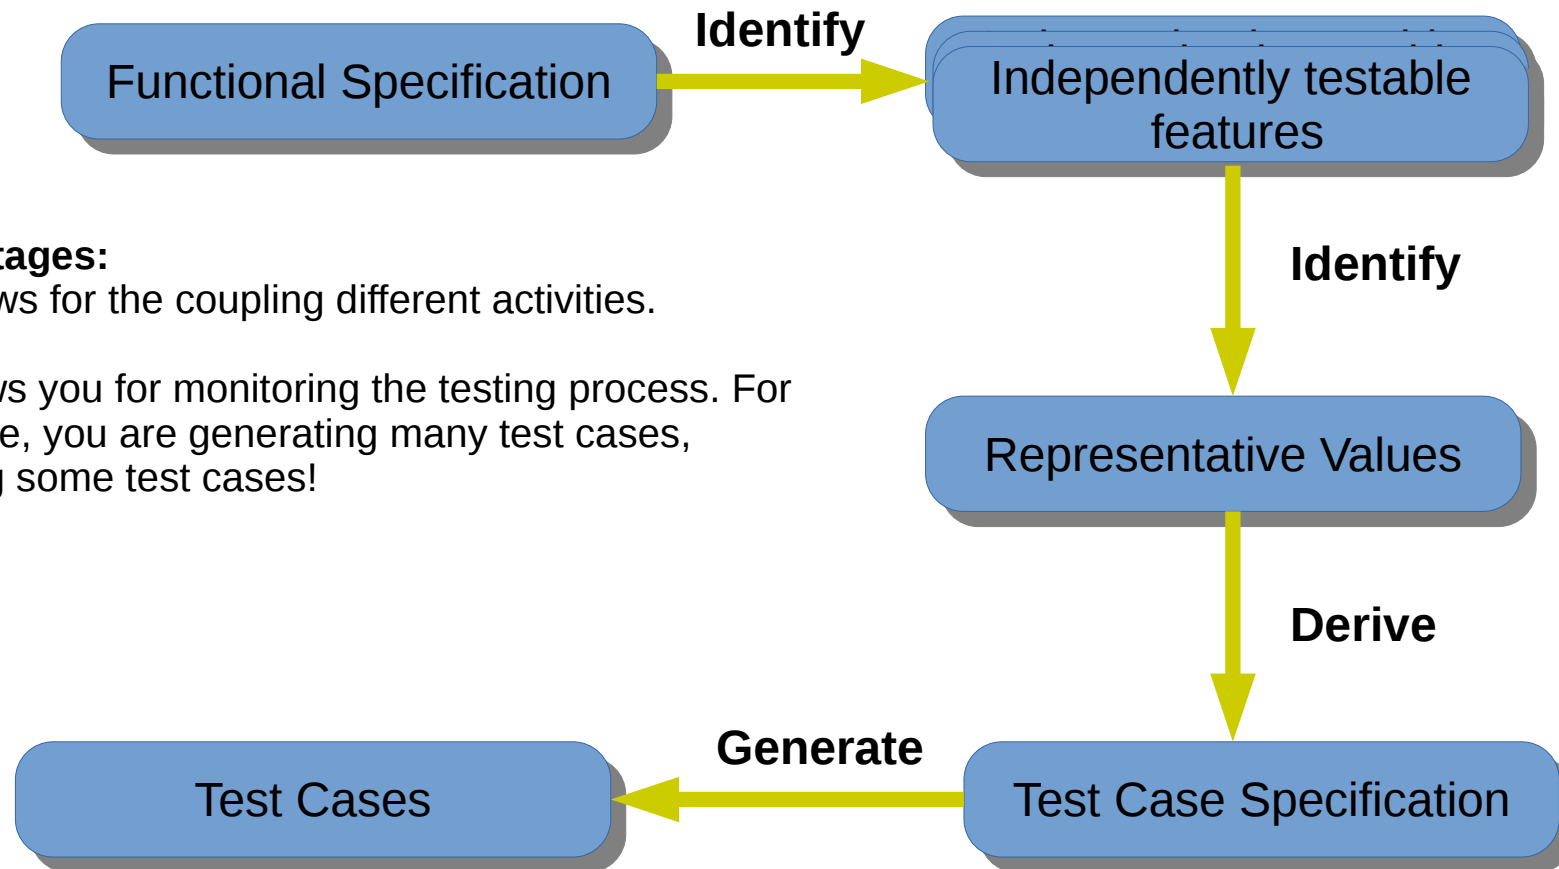 Identify
Functional Specification
Independently testable
features
tages:
ws for the coupling different activities.
Identify
ws you for monitoring the testing process. For
e, you are generating many test cases,
g some test cases!
Representative Values
Derive
Generate
Test Cases
Test Case Specification